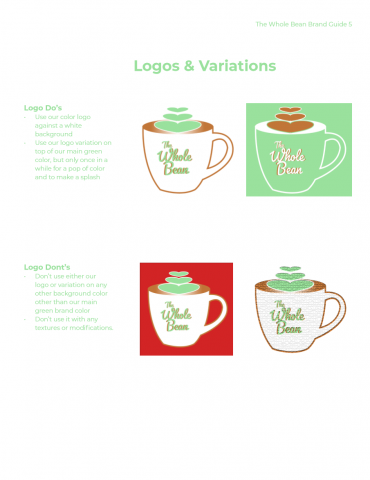 The Whole Bean Brand Guide 5
Logos & Variations
Logo Do's
- Use our color logo
against a white
background
- Use our logo variation on
top of our main green
color, but only once in a
while for a pop of color
and to make a splash
The
Whole
Bean
The
Whole
Bean
Logo Dont's
- Don't use either our
logo or variation on any
other background color
other than our main
green brand color
- Don't use it with any
textures or modifications.
The
Whole
Bean
The
Whole
Bean